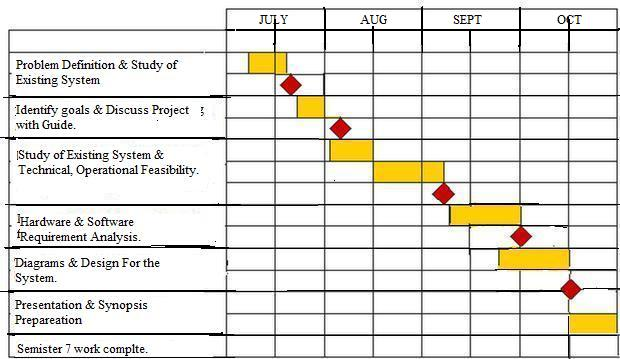 JULY AUG SEPT OCT
Problem Definition & Study of
Existing System
Identify goals & Discuss Project
with Guide.
Study of Existing System &
Technical, Operational Feasibility.
Hardware & Software
Requirement Analysis.
Diagrams & Design For the
System.
Presentation & Synopsis
Prepareation
Semister 7 work complte.